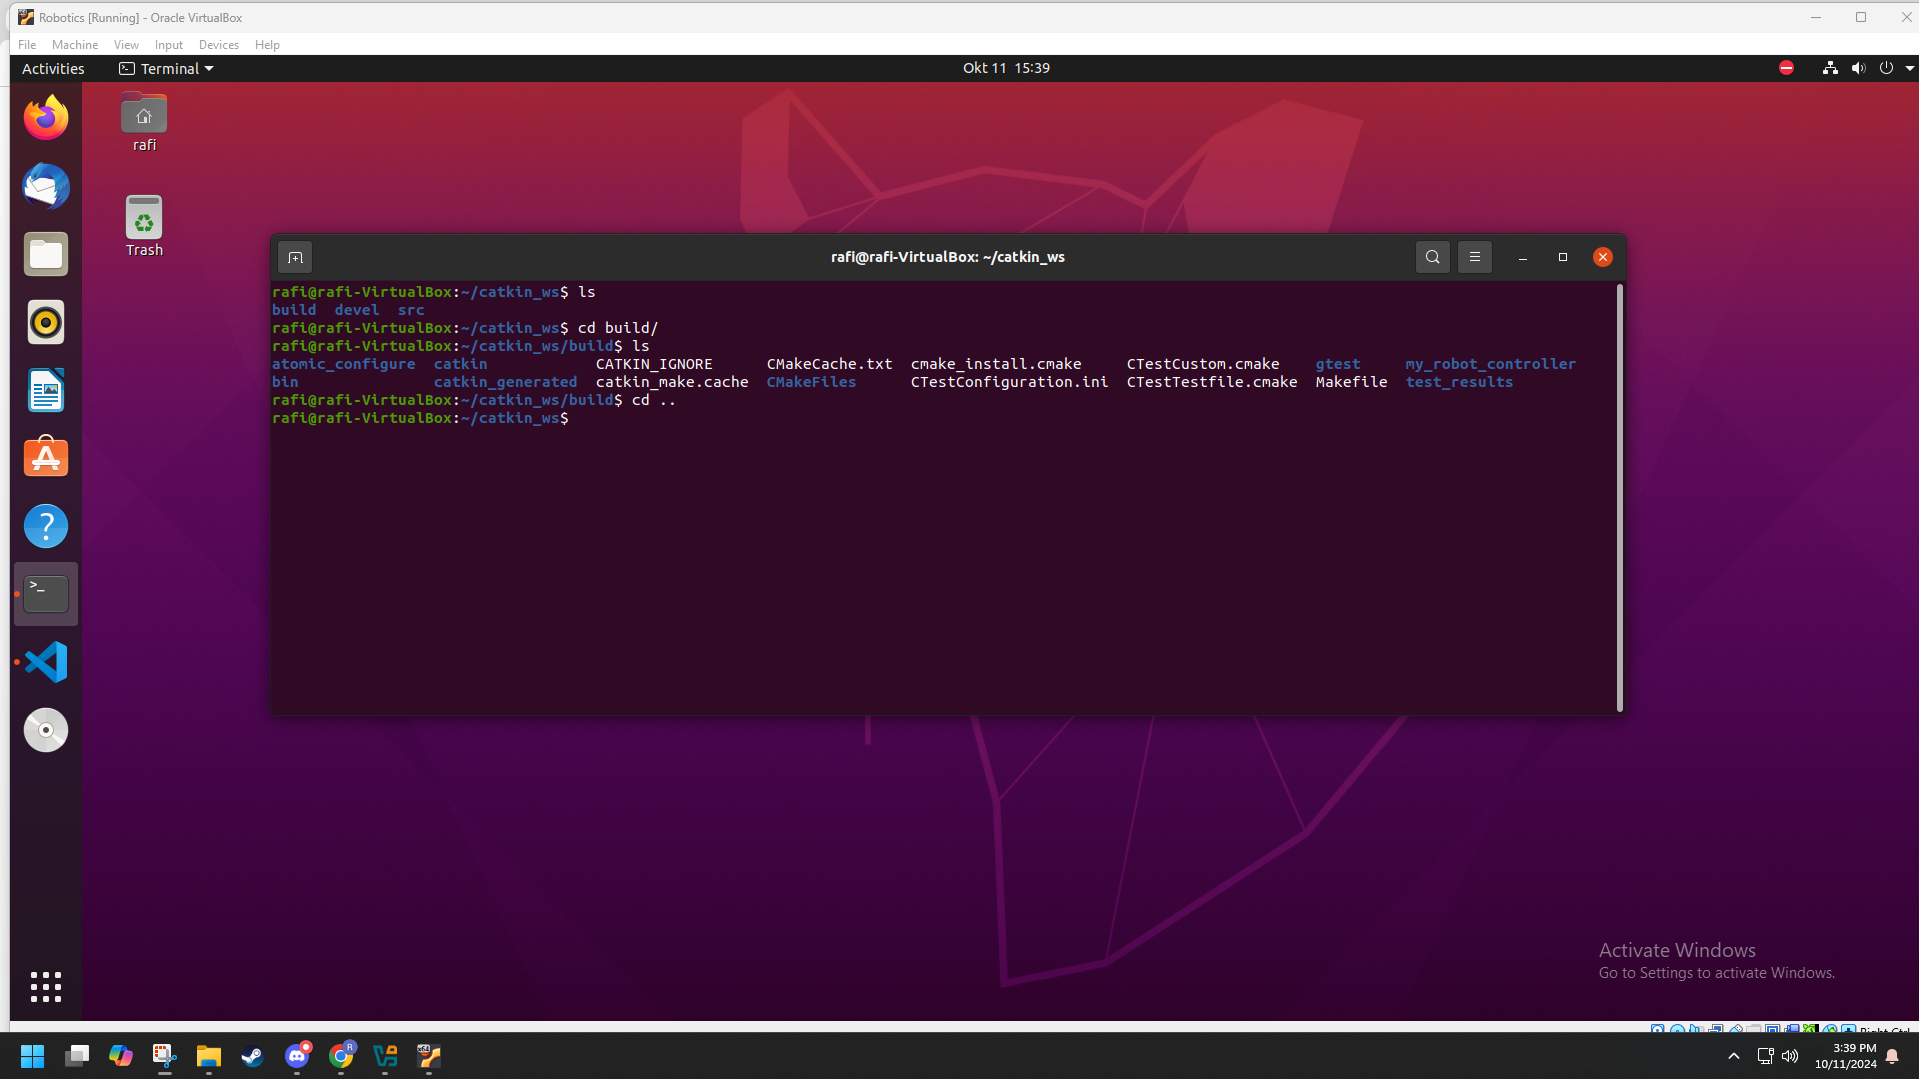 Robotics [Running] - Oracle VirtualBox
File Machine View Input Devices Help
Activities Terminal Okt 11 15:39
rafi
Trash
rafi@rafi-VirtualBox: ~/catkin_ws
rafi@rafi-VirtualBox:~/catkin_ws$ ls
build devel src
rafi@rafi-VirtualBox:~/catkin_ws$ cd build/
rafi@rafi-VirtualBox:~/catkin_ws/build$ ls
atomic_configure catkin CATKIN_IGNORE CMakeCache.txt cmake_install.cmake CTestCustom.cmake gtest my_robot_controller
bin catkin_generated catkin_make.cache CMakeFiles CTestConfiguration.ini CTestTestfile.cmake Makefile test_results
rafi@rafi-VirtualBox:~/catkin_ws/build$ cd ..
rafi@rafi-VirtualBox:~/catkin_ws$
Activate Windows
Go to Settings to activate Windows.
Right Ctrl
3:39 PM
10/11/2024